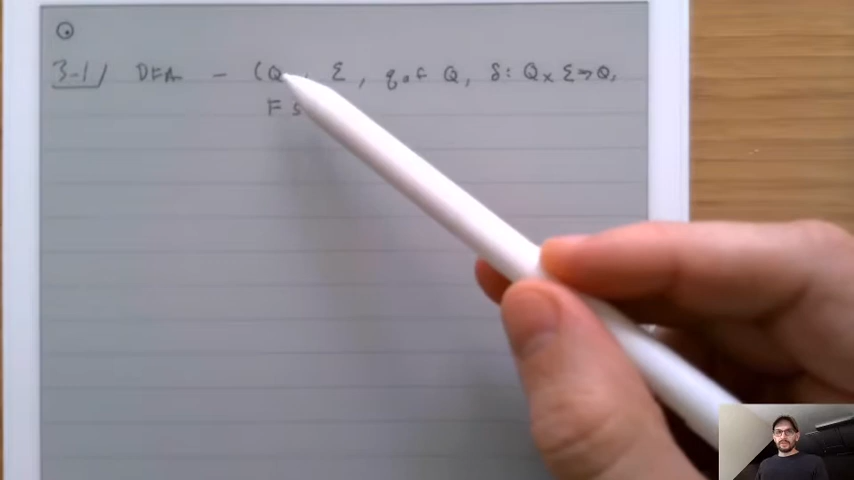 3-1/ DFA - (Q, Σ, q₀ ∈ Q, δ: Q × Σ → Q,
F